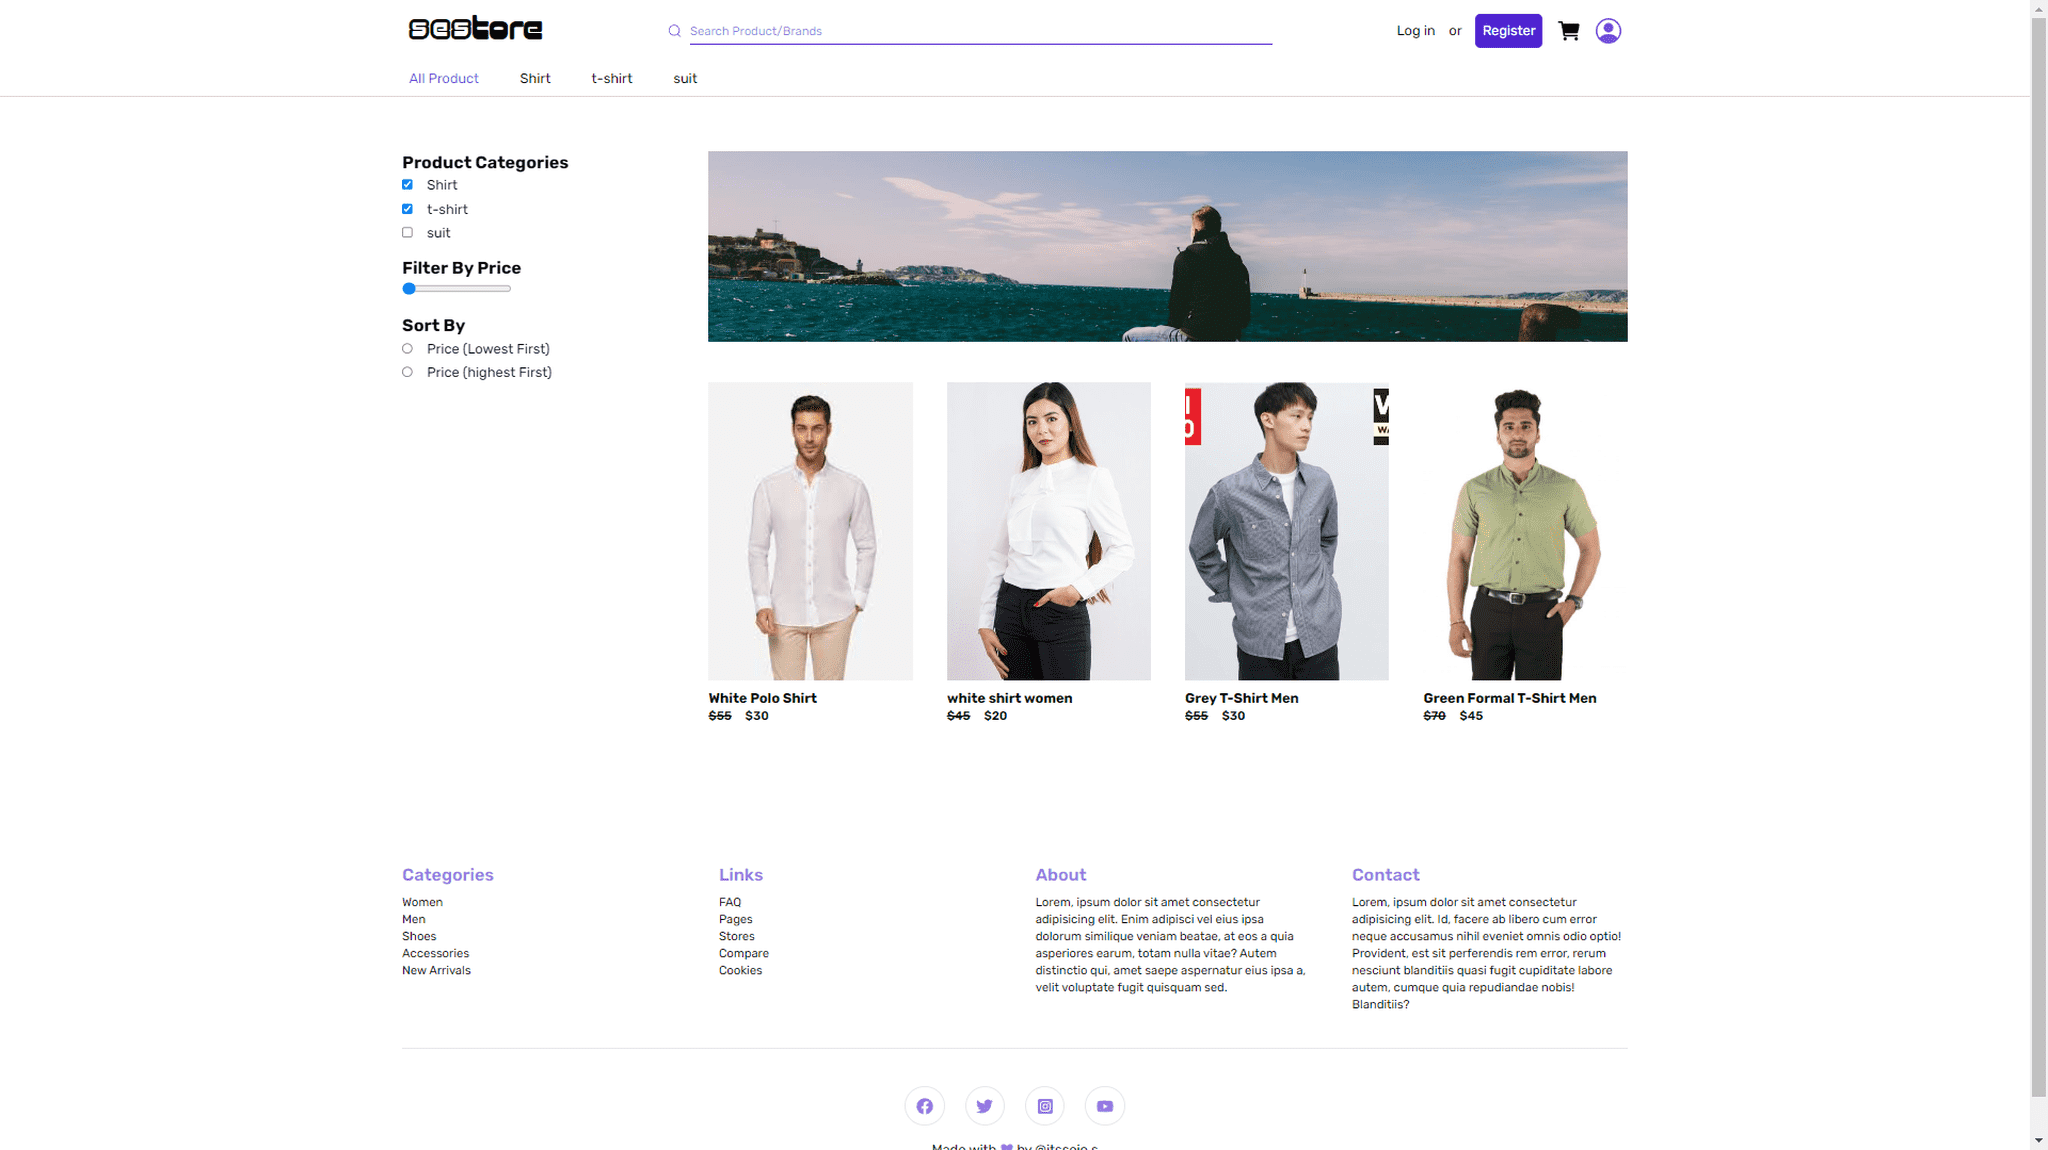 sestore
Search Product/Brands
Log in or Register
All Product Shirt t-shirt suit
Product Categories
Shirt
t-shirt
suit
Filter By Price
Sort By
Price (Lowest First)
Price (highest First)
White Polo Shirt
$55 $30
white shirt women
$45 $20
Grey T-Shirt Men
$55 $30
Green Formal T-Shirt Men
$70 $45
Categories
Women
Men
Shoes
Accessories
New Arrivals
Links
FAQ
Pages
Stores
Compare
Cookies
About
Lorem, ipsum dolor sit amet consectetur
adipisicing elit. Enim adipisci vel eius ipsa
dolorum similique veniam beatae, at eos a quia
asperiores earum, totam nulla vitae? Autem
distinctio qui, amet saepe aspernatur eius ipsa a,
velit voluptate fugit quisquam sed.
Contact
Lorem, ipsum dolor sit amet consectetur
adipisicing elit. Id, facere ab libero cum error
neque accusamus nihil eveniet omnis odio optio!
Provident, est sit perferendis rem error, rerum
nesciunt blanditiis quasi fugit cupiditate labore
autem, cumque quia repudiandae nobis!
Blanditiis?
Made with by